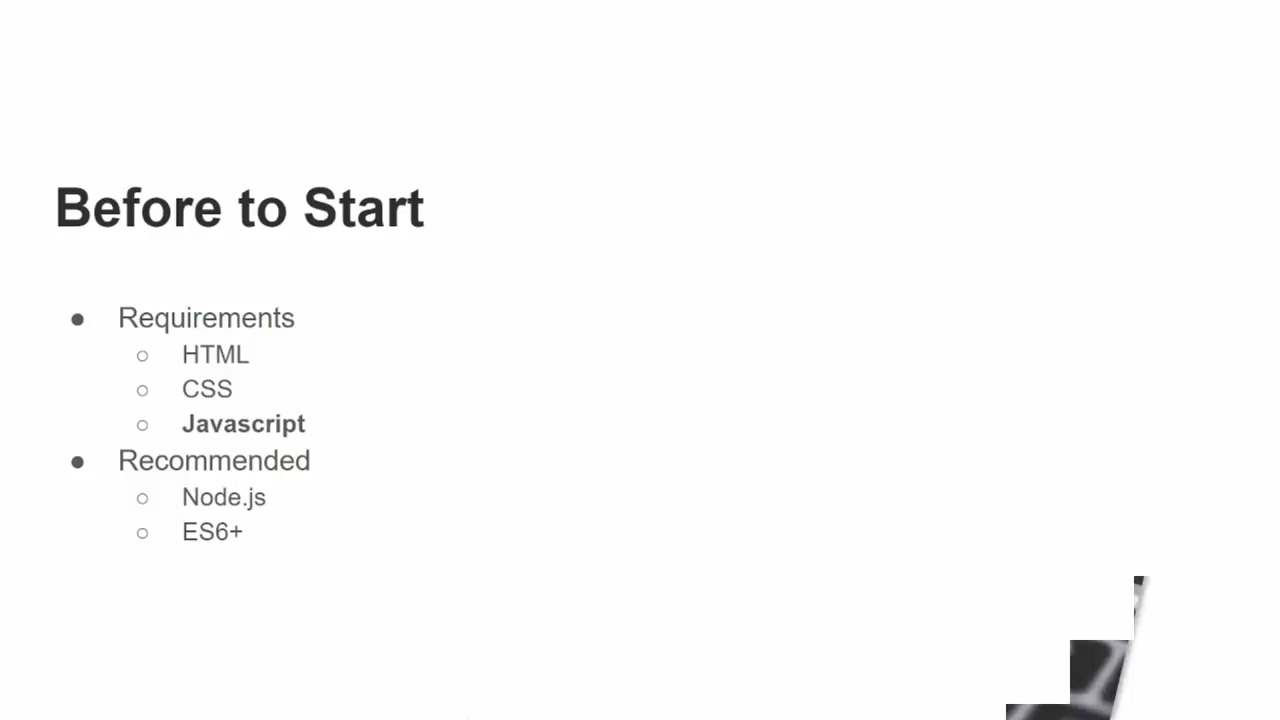 Before to Start
● Requirements
○ HTML
○ CSS
○ Javascript
● Recommended
○ Node.js
○ ES6+